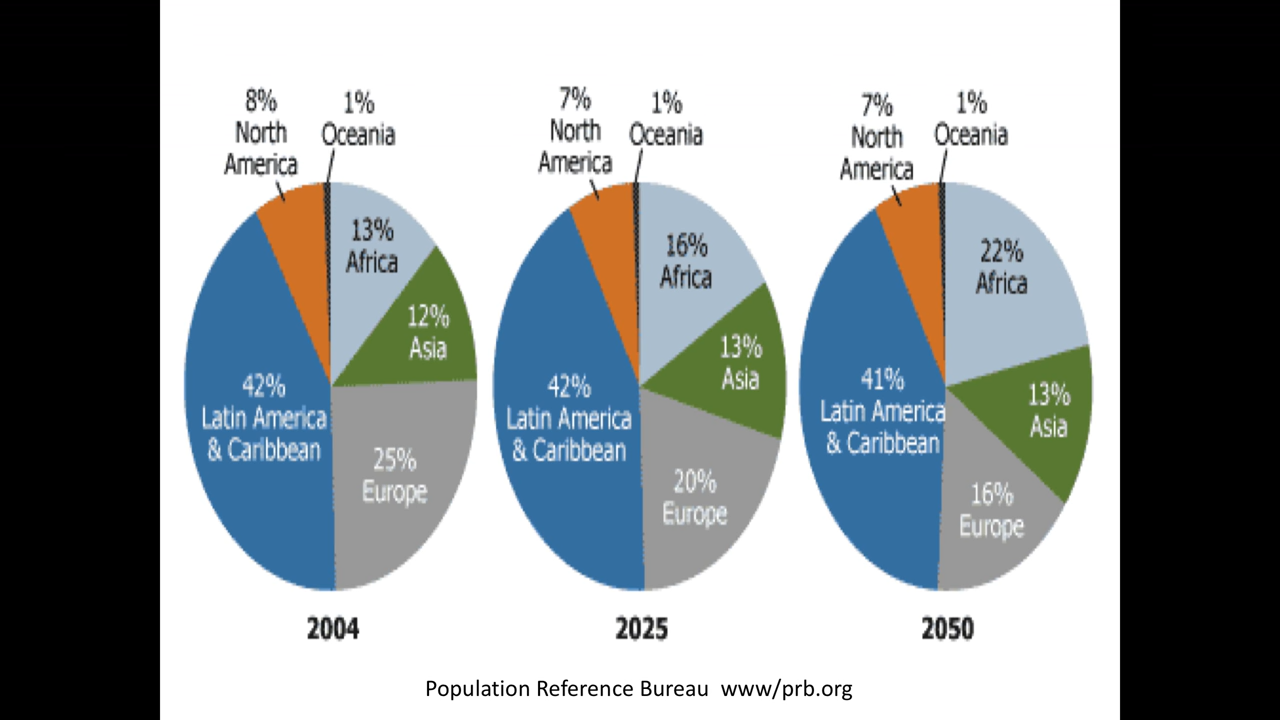 8%
North
America
1%
Oceania
13%
Africa
12%
Asia
42%
Latin America
& Caribbean
25%
Europe
2004
7%
North
America
1%
Oceania
16%
Africa
13%
Asia
42%
Latin America
& Caribbean
20%
Europe
2025
7%
North
America
1%
Oceania
22%
Africa
13%
Asia
41%
Latin America
& Caribbean
16%
Europe
2050
Population Reference Bureau www/prb.org